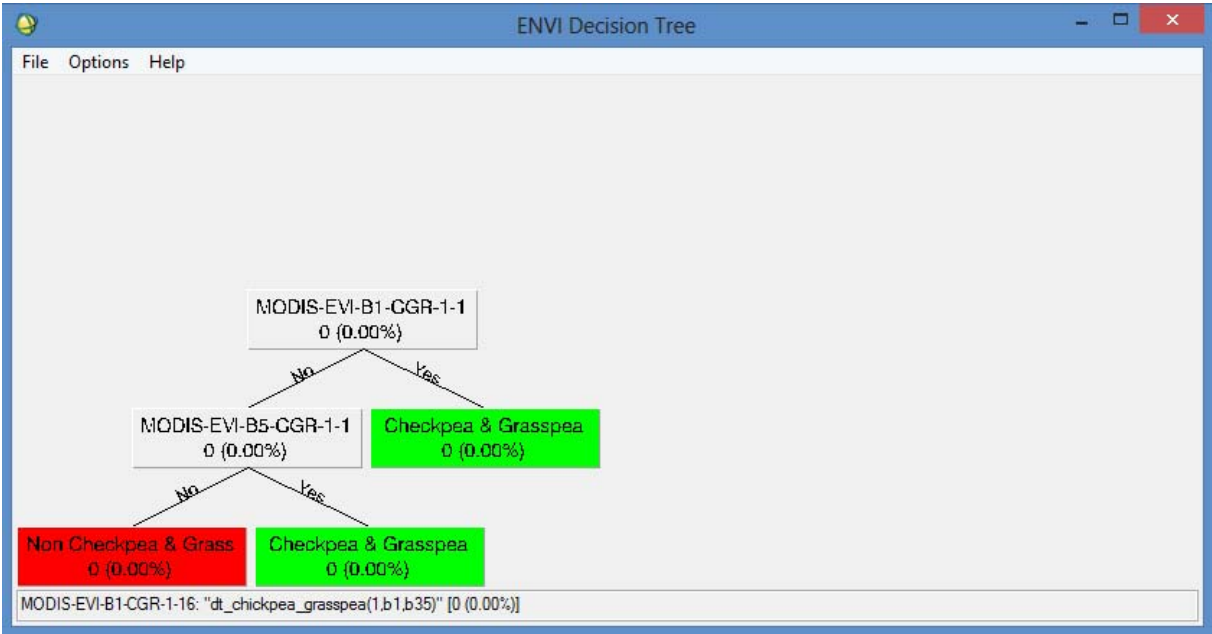 ENVI Decision Tree
File Options Help
MODIS-EVI-B1-CGR-1-1
0 (0.00%)
No
Yes
MODIS-EVI-B5-CGR-1-1
0 (0.00%)
Checkpea & Grasspea
0 (0.00%)
No
Yes
Non Checkpea & Grass
0 (0.00%)
Checkpea & Grasspea
0 (0.00%)
MODIS-EVI-B1-CGR-1-16: "dt_chickpea_grasspea(1,b1,b35)" [0 (0.00%)]